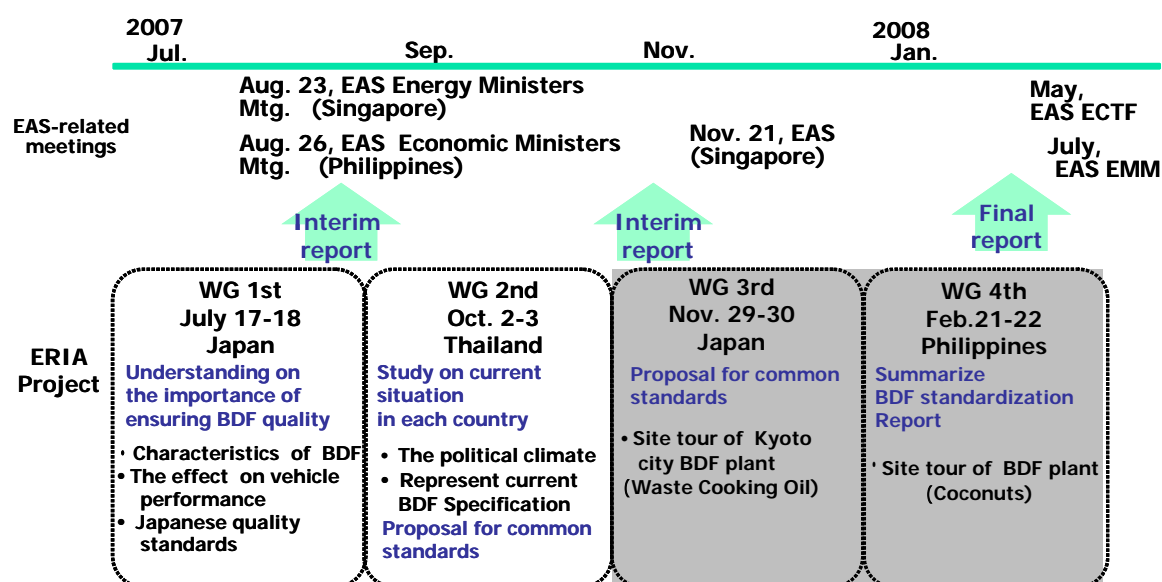 2007
Jul.
Sep.
Nov.
2008
Jan.
EAS-related
meetings
Aug. 23, EAS Energy Ministers
Mtg. (Singapore)
Aug. 26, EAS Economic Ministers
Mtg. (Philippines)
Nov. 21, EAS
(Singapore)
May,
EAS ECTF
July,
EAS EMM
Interim
report
Interim
report
Final
report
ERIA
Project
WG 1st
July 17-18
Japan
Understanding on
the importance of
ensuring BDF quality
• Characteristics of BDF
• The effect on vehicle
performance
• Japanese quality
standards
WG 2nd
Oct. 2-3
Thailand
Study on current
situation
in each country
• The political climate
• Represent current
BDF Specification
Proposal for common
standards
WG 3rd
Nov. 29-30
Japan
Proposal for common
standards
• Site tour of Kyoto
city BDF plant
(Waste Cooking Oil)
WG 4th
Feb.21-22
Philippines
Summarize
BDF standardization
Report
• Site tour of BDF plant
(Coconuts)